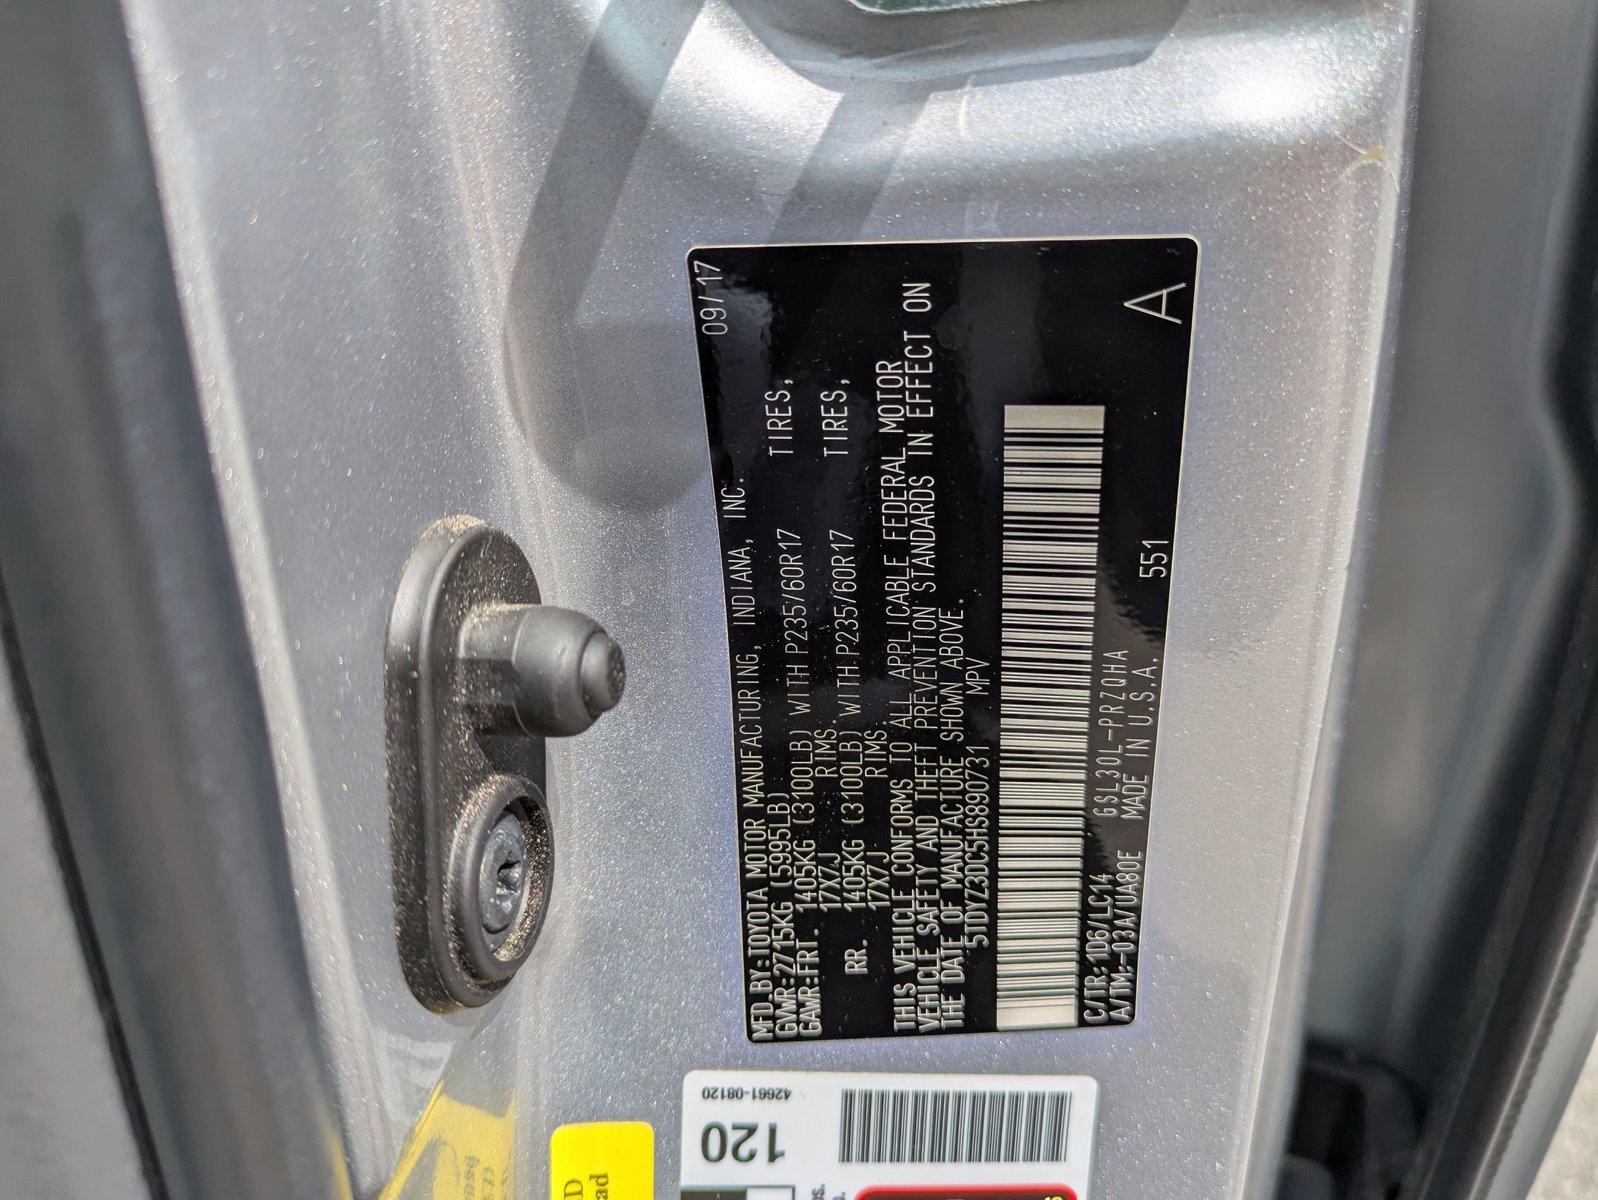 MFD.BY:TOYOTA MOTOR MANUFACTURING, INDIANA, INC. 09/17
GVWR:2715KG (5995LB)
GAWR:FRT. 1405KG (3100LB) WITH P235/60R17 TIRES,
17X7J RIMS.
RR. 1405KG (3100LB) WITH P235/60R17 TIRES,
17X7J RIMS
THIS VEHICLE CONFORMS TO ALL APPLICABLE FEDERAL MOTOR
VEHICLE SAFETY AND THEFT PREVENTION STANDARDS IN EFFECT ON
THE DATE OF MANUFACTURE SHOWN ABOVE.
5TDYZ3DC5HS890731 MPV
C/TR:1D6/LC14 GSL30L-PRZQHA
A/TM:-03A/UA80E MADE IN U.S.A. 551
A
42661-08120
120